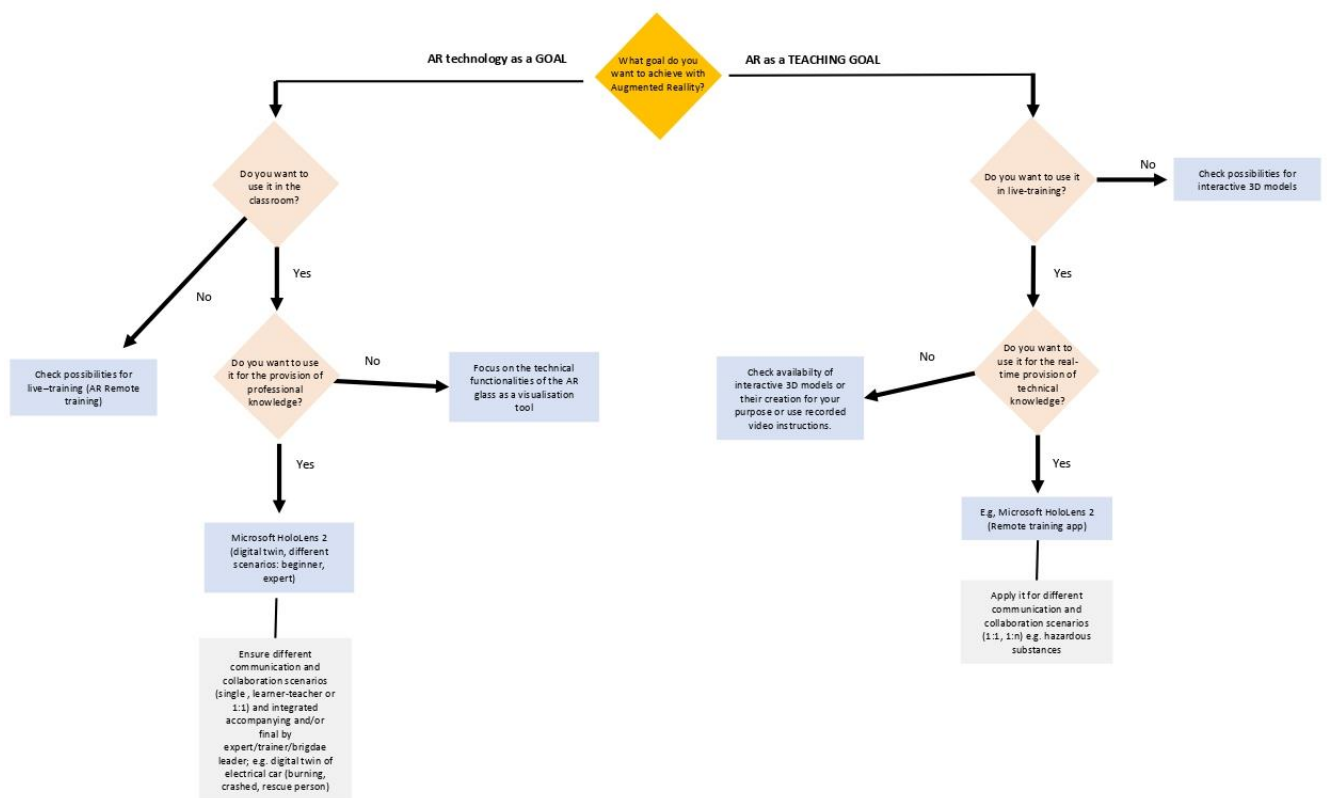 AR technology as a GOAL
What goal do you
want to achieve with
Augmented Reallity?
AR as a TEACHING GOAL
Do you want to
use it in the
classroom?
No
Yes
Check possibilities for
live–training (AR Remote
training)
Do you want to use
it for the provision of
professional
knowledge?
No
Focus on the technical
functionalities of the AR
glass as a visualisation
tool
Yes
Microsoft HoloLens 2
(digital twin, different
scenarios: beginner,
expert)
Ensure different
communication and
collaboration scenarios
(single , learner-teacher or
1:1) and integrated
accompanying and/or
final by
expert/trainer/brigdae
leader; e.g. digital twin of
electrical car (burning,
crashed, rescue person)
Do you want to use it
in live-training?
No
Check possibilities for
interactive 3D models
Yes
Do you want to
use it for the real-
time provision of
technical
knowledge?
No
Check availabilty of
interactive 3D models or
their creation for your
purpose or use recorded
video instructions.
Yes
E.g, Microsoft HoloLens 2
(Remote training app)
Apply it for different
communication and
collaboration scenarios
(1:1, 1:n) e.g. hazardous
substances